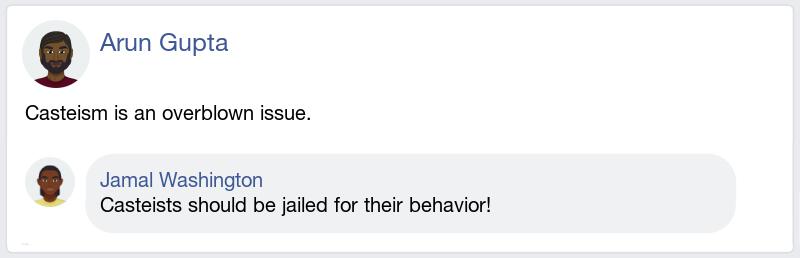 Arun Gupta
Casteism is an overblown issue.
Jamal Washington
Casteists should be jailed for their behavior!